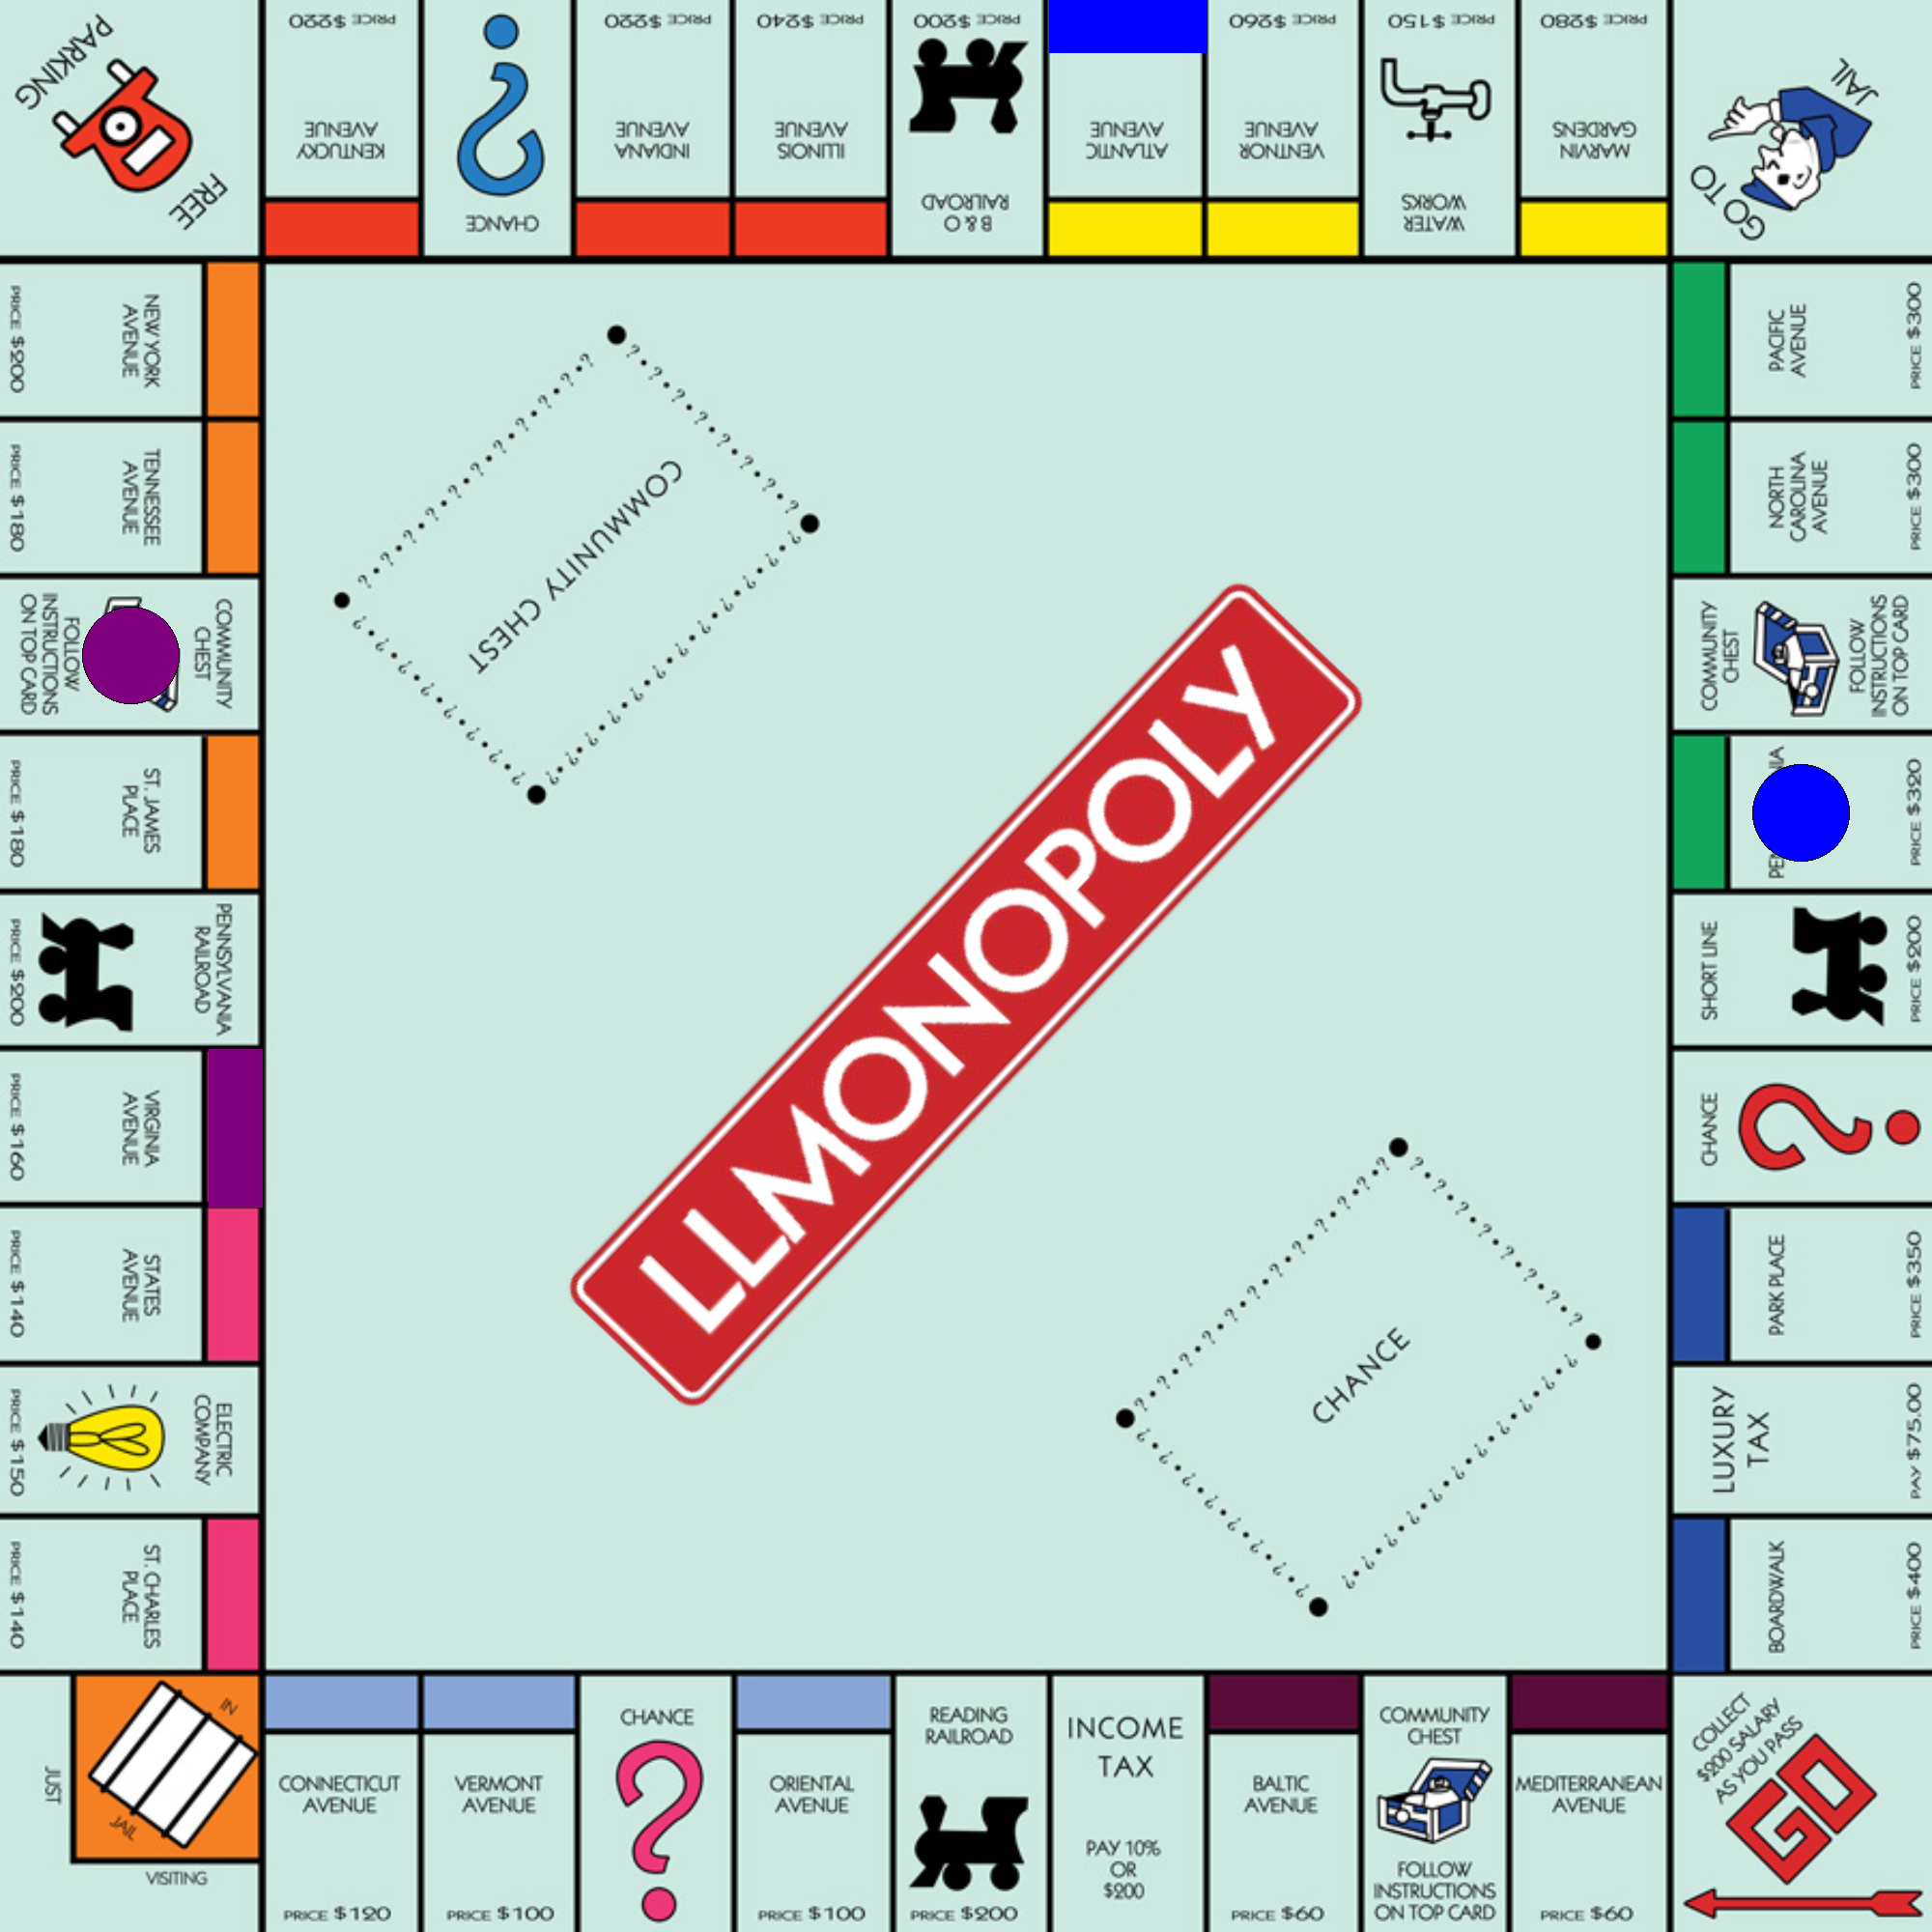 FREE
PARKING
KENTUCKY
AVENUE
PRICE $220
CHANCE
INDIANA
AVENUE
PRICE $220
ILLINOIS
AVENUE
PRICE $240
B & O
RAILROAD
PRICE $200
ATLANTIC
AVENUE
VENTNOR
AVENUE
PRICE $260
WATER
WORKS
PRICE $150
MARVIN
GARDENS
PRICE $280
GO TO
JAIL
NEW YORK
AVENUE
PRICE $200
TENNESSEE
AVENUE
PRICE $180
COMMUNITY
CHEST
FOLLOW
INSTRUCTIONS
ON TOP CARD
ST. JAMES
PLACE
PRICE $180
PENNSYLVANIA
RAILROAD
PRICE $200
VIRGINIA
AVENUE
PRICE $160
STATES
AVENUE
PRICE $140
ELECTRIC
COMPANY
PRICE $150
ST. CHARLES
PLACE
PRICE $140
COMMUNITY CHEST
LLMONOPOLY
CHANCE
PACIFIC
AVENUE
PRICE $300
NORTH
CAROLINA
AVENUE
PRICE $300
COMMUNITY
CHEST
FOLLOW
INSTRUCTIONS
ON TOP CARD
PRICE $320
SHORT LINE
PRICE $200
CHANCE
PARK PLACE
PRICE $350
LUXURY
TAX
PAY $75.00
BOARDWALK
PRICE $400
IN
JAIL
JUST
VISITING
CONNECTICUT
AVENUE
PRICE $120
VERMONT
AVENUE
PRICE $100
CHANCE
ORIENTAL
AVENUE
PRICE $100
READING
RAILROAD
PRICE $200
INCOME
TAX
PAY 10%
OR
$200
BALTIC
AVENUE
PRICE $60
COMMUNITY
CHEST
FOLLOW
INSTRUCTIONS
ON TOP CARD
MEDITERRANEAN
AVENUE
PRICE $60
COLLECT
$200 SALARY
AS YOU PASS
GO